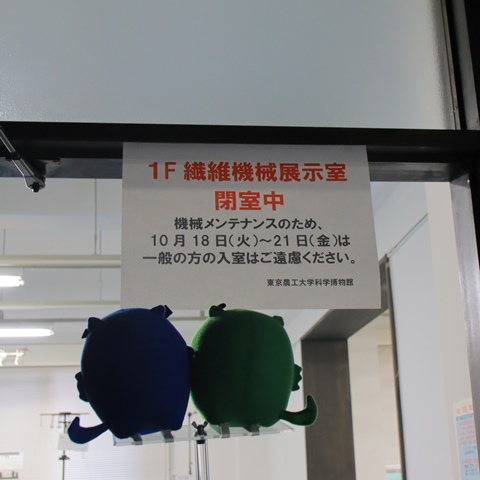 1F 繊維機械展示室
閉室中
機械メンテナンスのため、
10月18日(火)～21日(金)は
一般の方の入室はご遠慮ください。
東京農工大学科学博物館